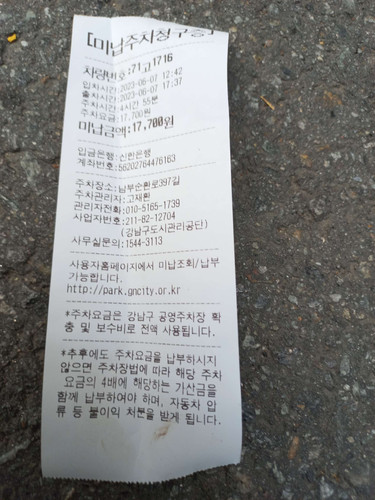 [미납주차청구증]
차량번호:71고1716
입차시간:2023-06-07 12:42
출차시간:2023-06-07 17:37
주차시간:4시간 55분
주차요금:17,700원
미납금액:17,700원
입금은행:신한은행
계좌번호:56202764476163
주차장소:남부순환로397길
주차관리자:고재환
관리자전화:010-5165-1739
사업자번호:211-82-12704
(강남구도시관리공단)
사무실문의:1544-3113
사용자홈페이지에서 미납조회/납부
가능합니다.
http://park.gncity.or.kr
*주차요금은 강남구 공영주차장 확
충 및 보수비로 전액 사용됩니다.
*추후에도 주차요금을 납부하시지
않으면 주차장법에 따라 해당 주차
요금의 4배에 해당하는 가산금을
함께 납부하여야 하며, 자동차 압
류 등 불이익 처분을 받게 됩니다.